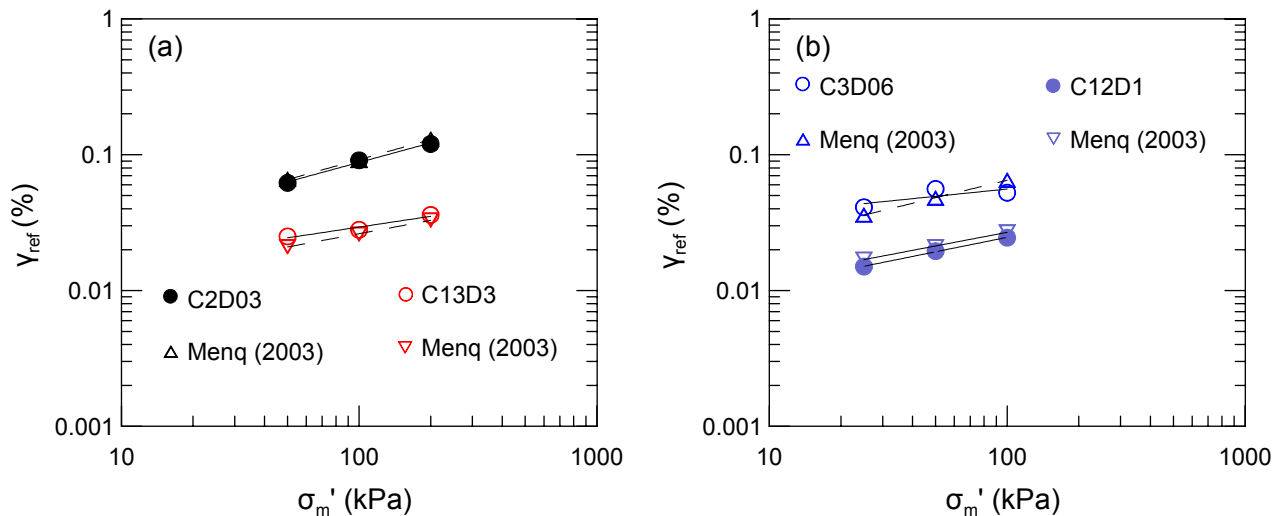 (a)
1
0.1
0.01
0.001
γref (%)
C2D03
C13D3
Menq (2003)
Menq (2003)
10
100
1000
σm' (kPa)
(b)
1
0.1
0.01
0.001
γref (%)
C3D06
C12D1
Menq (2003)
Menq (2003)
10
100
1000
σm' (kPa)